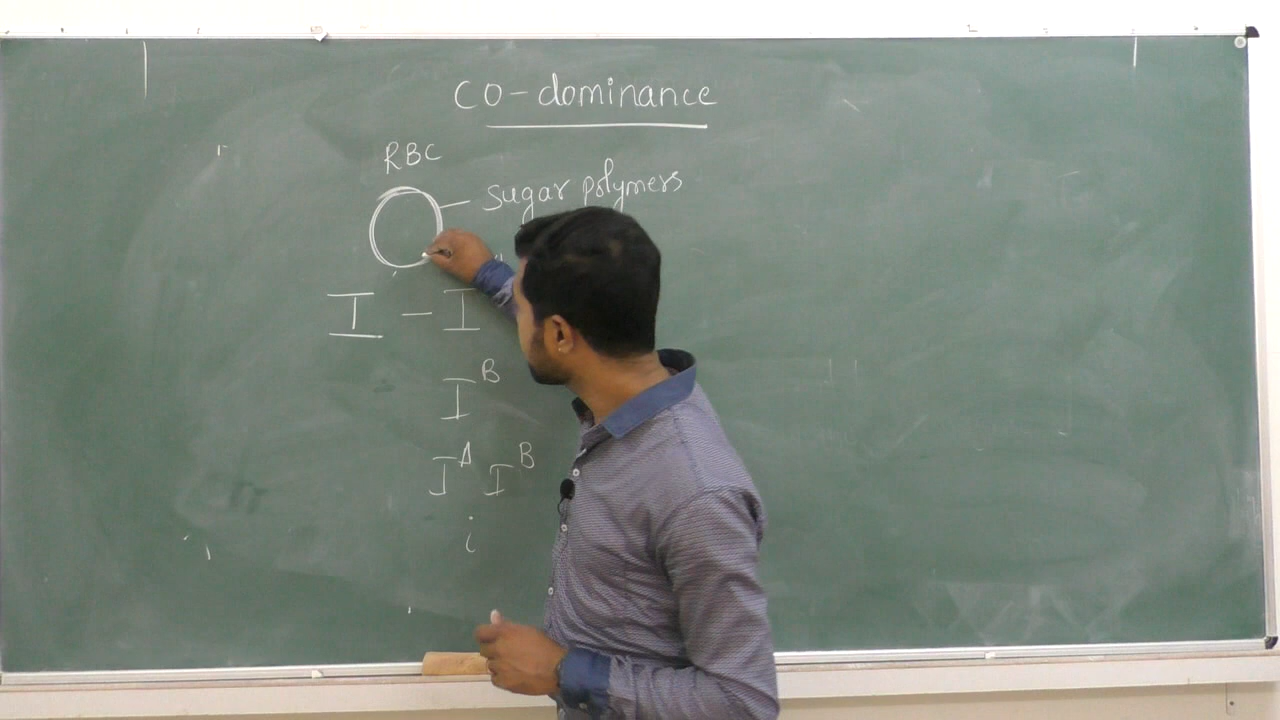 co-dominance
RBC
sugar polymers
I - I
I^B
I^A I^B
i